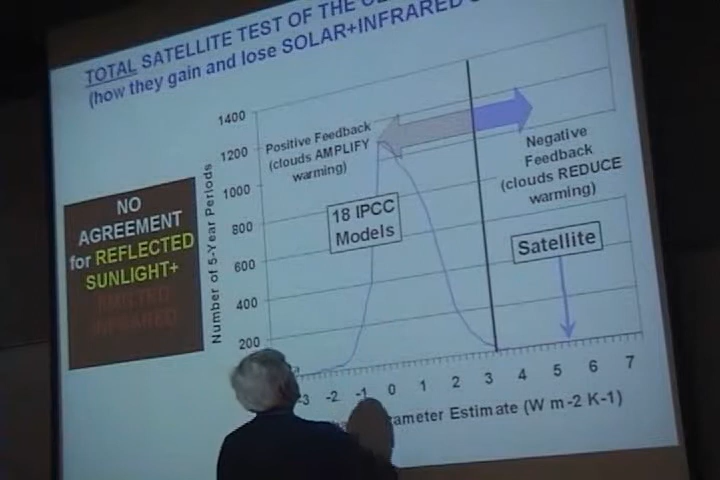 TOTAL SATELLITE TEST OF THE
(how they gain and lose SOLAR+INFRARED
1400
1200
1000
800
600
400
200
Number of 5-Year Periods
Positive Feedback
(clouds AMPLIFY
warming)
Negative
Feedback
(clouds REDUCE
warming)
NO
AGREEMENT
for REFLECTED
SUNLIGHT+
EMITTED
INFRARED
18 IPCC
Models
Satellite
-3 -2 -1 0 1 2 3 4 5 6 7
Estimate (W m-2 K-1)